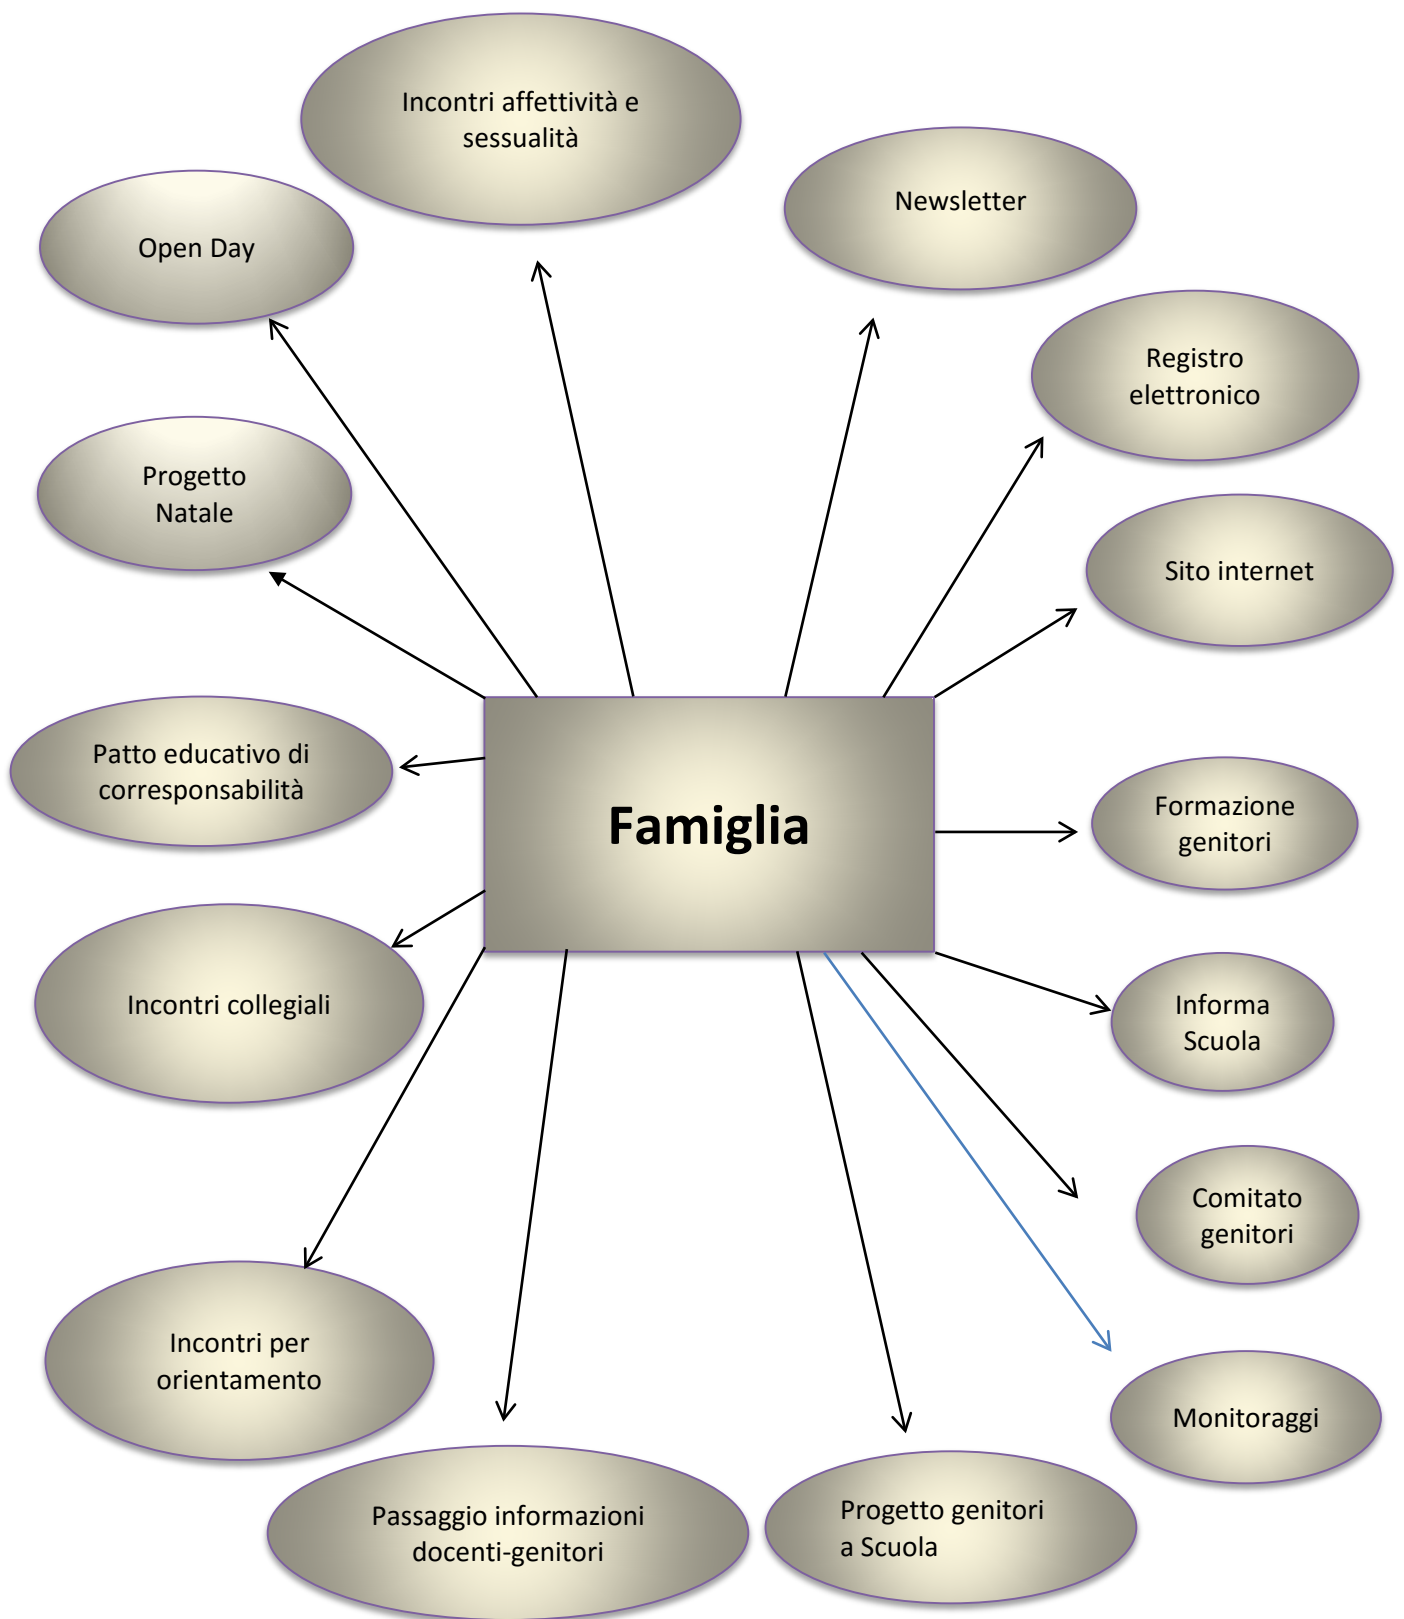 Incontri affettività e
sessualità
Newsletter
Open Day
Registro
elettronico
Progetto
Natale
Sito internet
Patto educativo di
corresponsabilità
Famiglia
Formazione
genitori
Incontri collegiali
Informa
Scuola
Comitato
genitori
Incontri per
orientamento
Monitoraggi
Passaggio informazioni
docenti-genitori
Progetto genitori
a Scuola